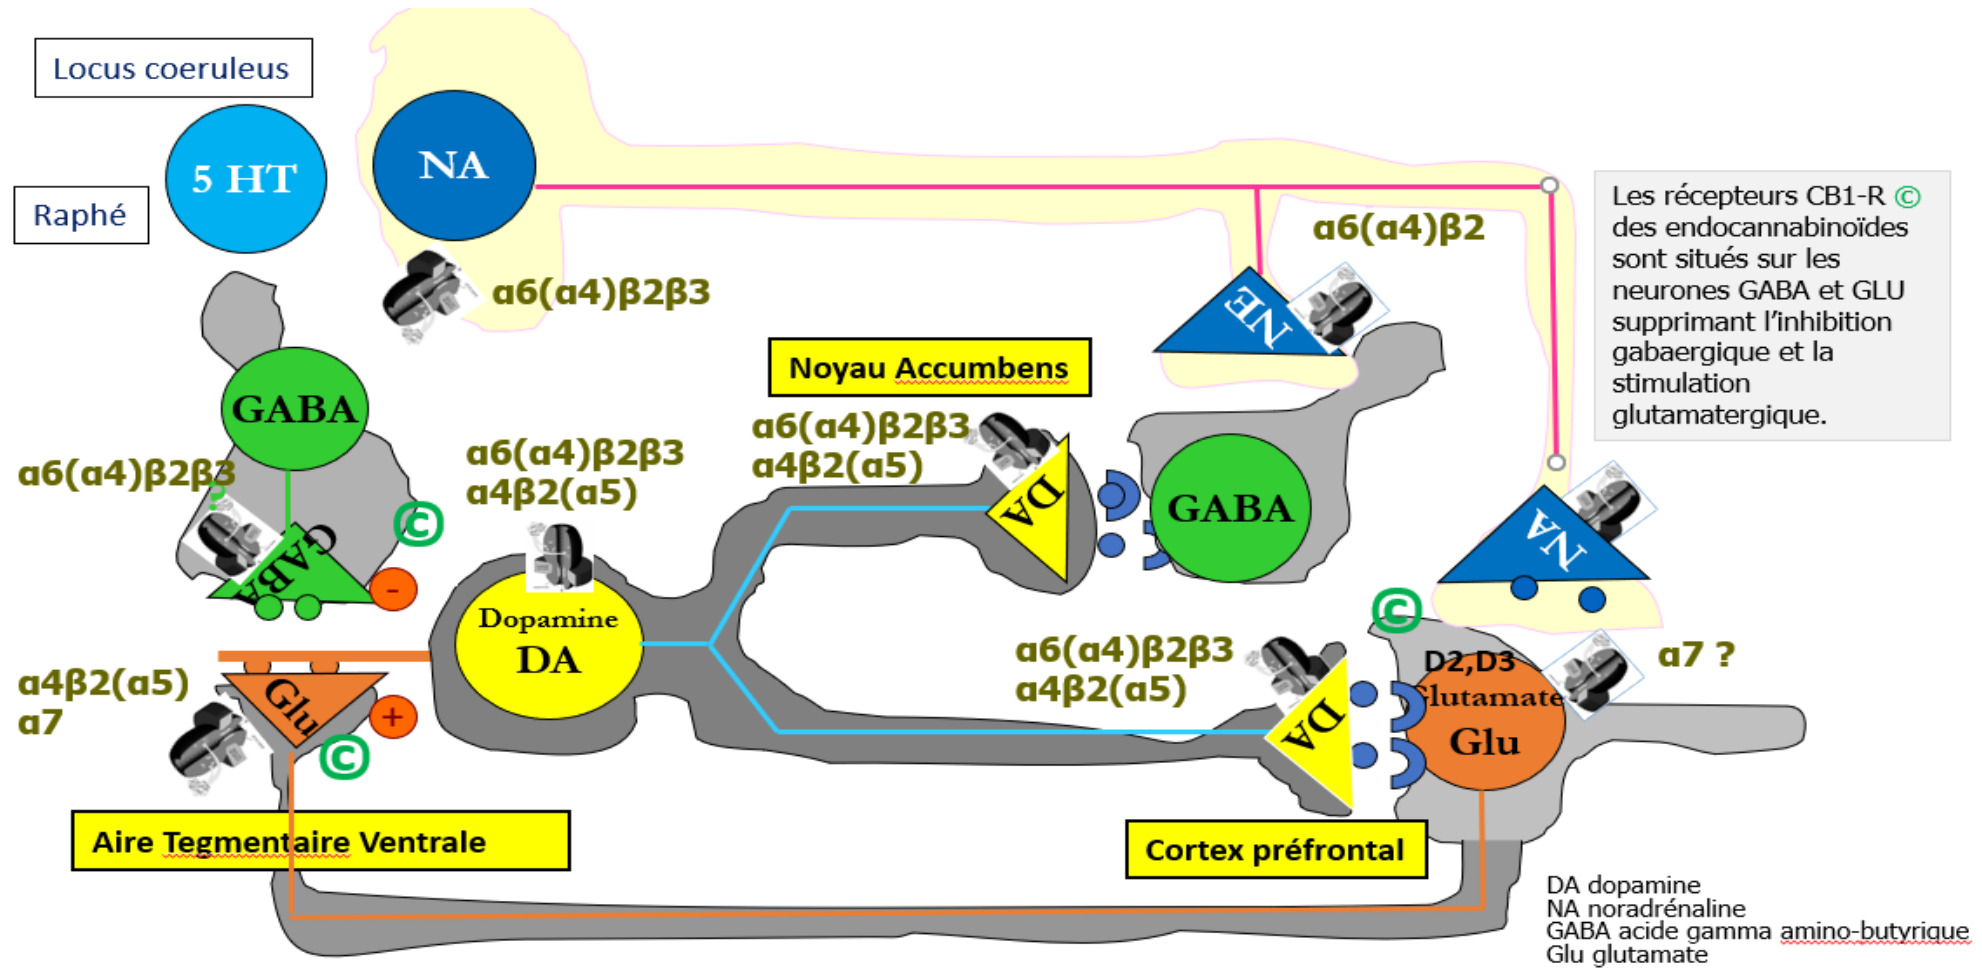 Locus coeruleus
5 HT
NA
Raphé
α6(α4)β2β3
α6(α4)β2
NE
Les récepteurs CB1-R ©
des endocannabinoïdes
sont situés sur les
neurones GABA et GLU
supprimant l’inhibition
gabaergique et la
stimulation
glutamatergique.
Noyau Accumbens
GABA
α6(α4)β2β3
?
GABA
©
-
α6(α4)β2β3
α4β2(α5)
α6(α4)β2β3
α4β2(α5)
DA
GABA
NA
Dopamine
DA
©
α4β2(α5)
α7
Glu
+
©
α6(α4)β2β3
α4β2(α5)
DA
D2,D3
Glutamate
Glu
α7 ?
Aire Tegmentaire Ventrale
Cortex préfrontal
DA dopamine
NA noradrénaline
GABA acide gamma amino-butyrique
Glu glutamate